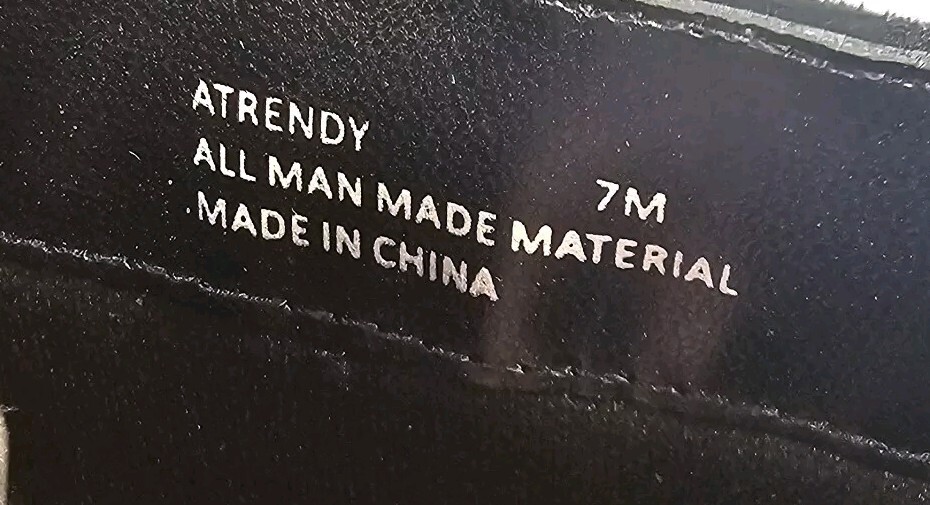 ATRENDY 7M
ALL MAN MADE MATERIAL
MADE IN CHINA